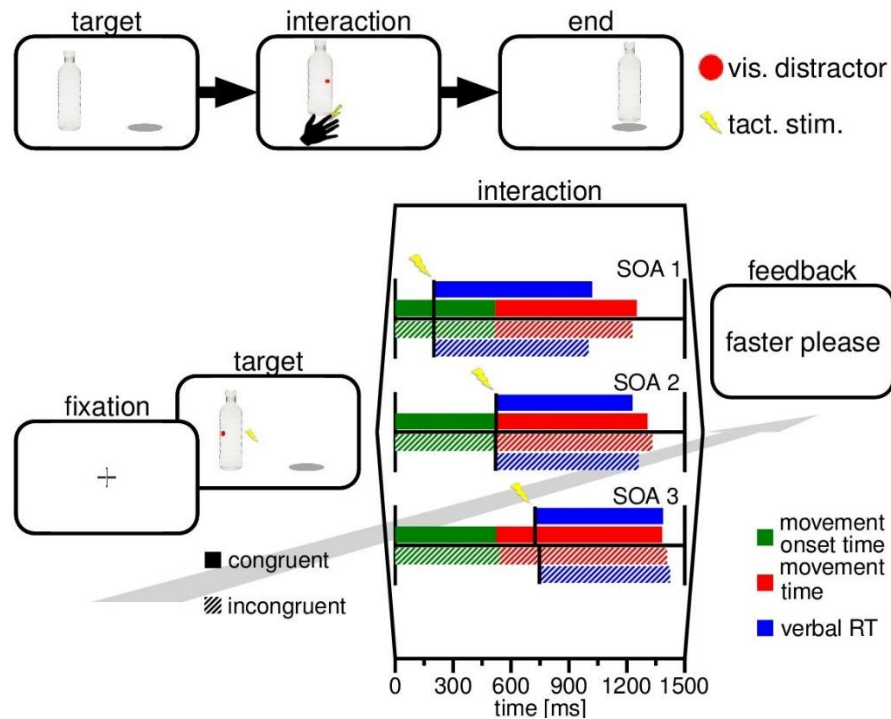 target
interaction
end
vis. distractor
tact. stim.
interaction
SOA 1
feedback
faster please
target
SOA 2
fixation
SOA 3
congruent
incongruent
movement
onset time
movement
time
verbal RT
0 300 600 900 1200 1500
time [ms]